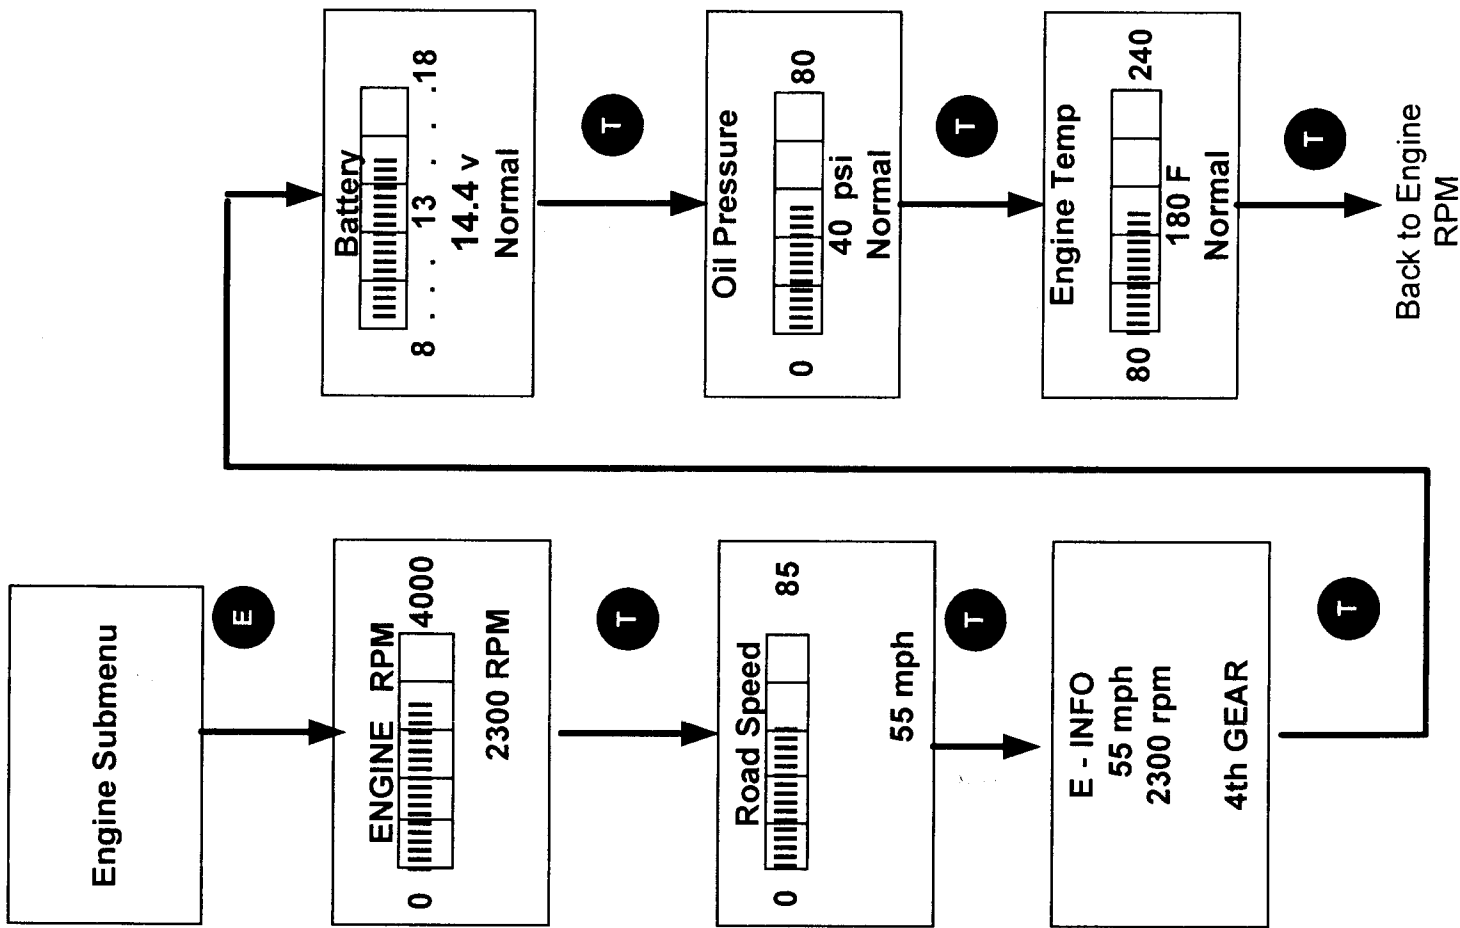 Engine Submenu
E
ENGINE RPM
0 4000
2300 RPM
T
Road Speed
0 85
55 mph
T
E - INFO
55 mph
2300 rpm
4th GEAR
T
Battery
8 . . . . 13 . . . .18
14.4 v
Normal
T
Oil Pressure
0 80
40 psi
Normal
T
Engine Temp
80 240
180 F
Normal
T
Back to Engine
RPM